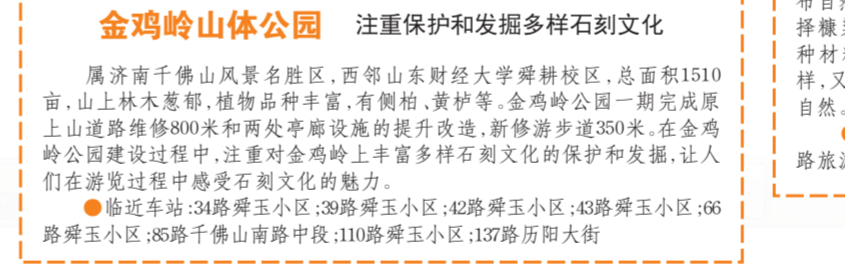 金鸡岭山体公园 注重保护和发掘多样石刻文化
属济南千佛山风景名胜区,西邻山东财经大学舜耕校区,总面积1510
亩,山上林木葱郁,植物品种丰富,有侧柏、黄栌等。金鸡岭公园一期完成原
上山道路维修800米和两处亭廊设施的提升改造,新修游步道350米。在金鸡
岭公园建设过程中,注重对金鸡岭上丰富多样石刻文化的保护和发掘,让人
们在游览过程中感受石刻文化的魅力。
●临近车站:34路舜玉小区;39路舜玉小区;42路舜玉小区;43路舜玉小区;66
路舜玉小区;85路千佛山南路中段;110路舜玉小区;137路历阳大街
种材
样,又
自然。
路旅游